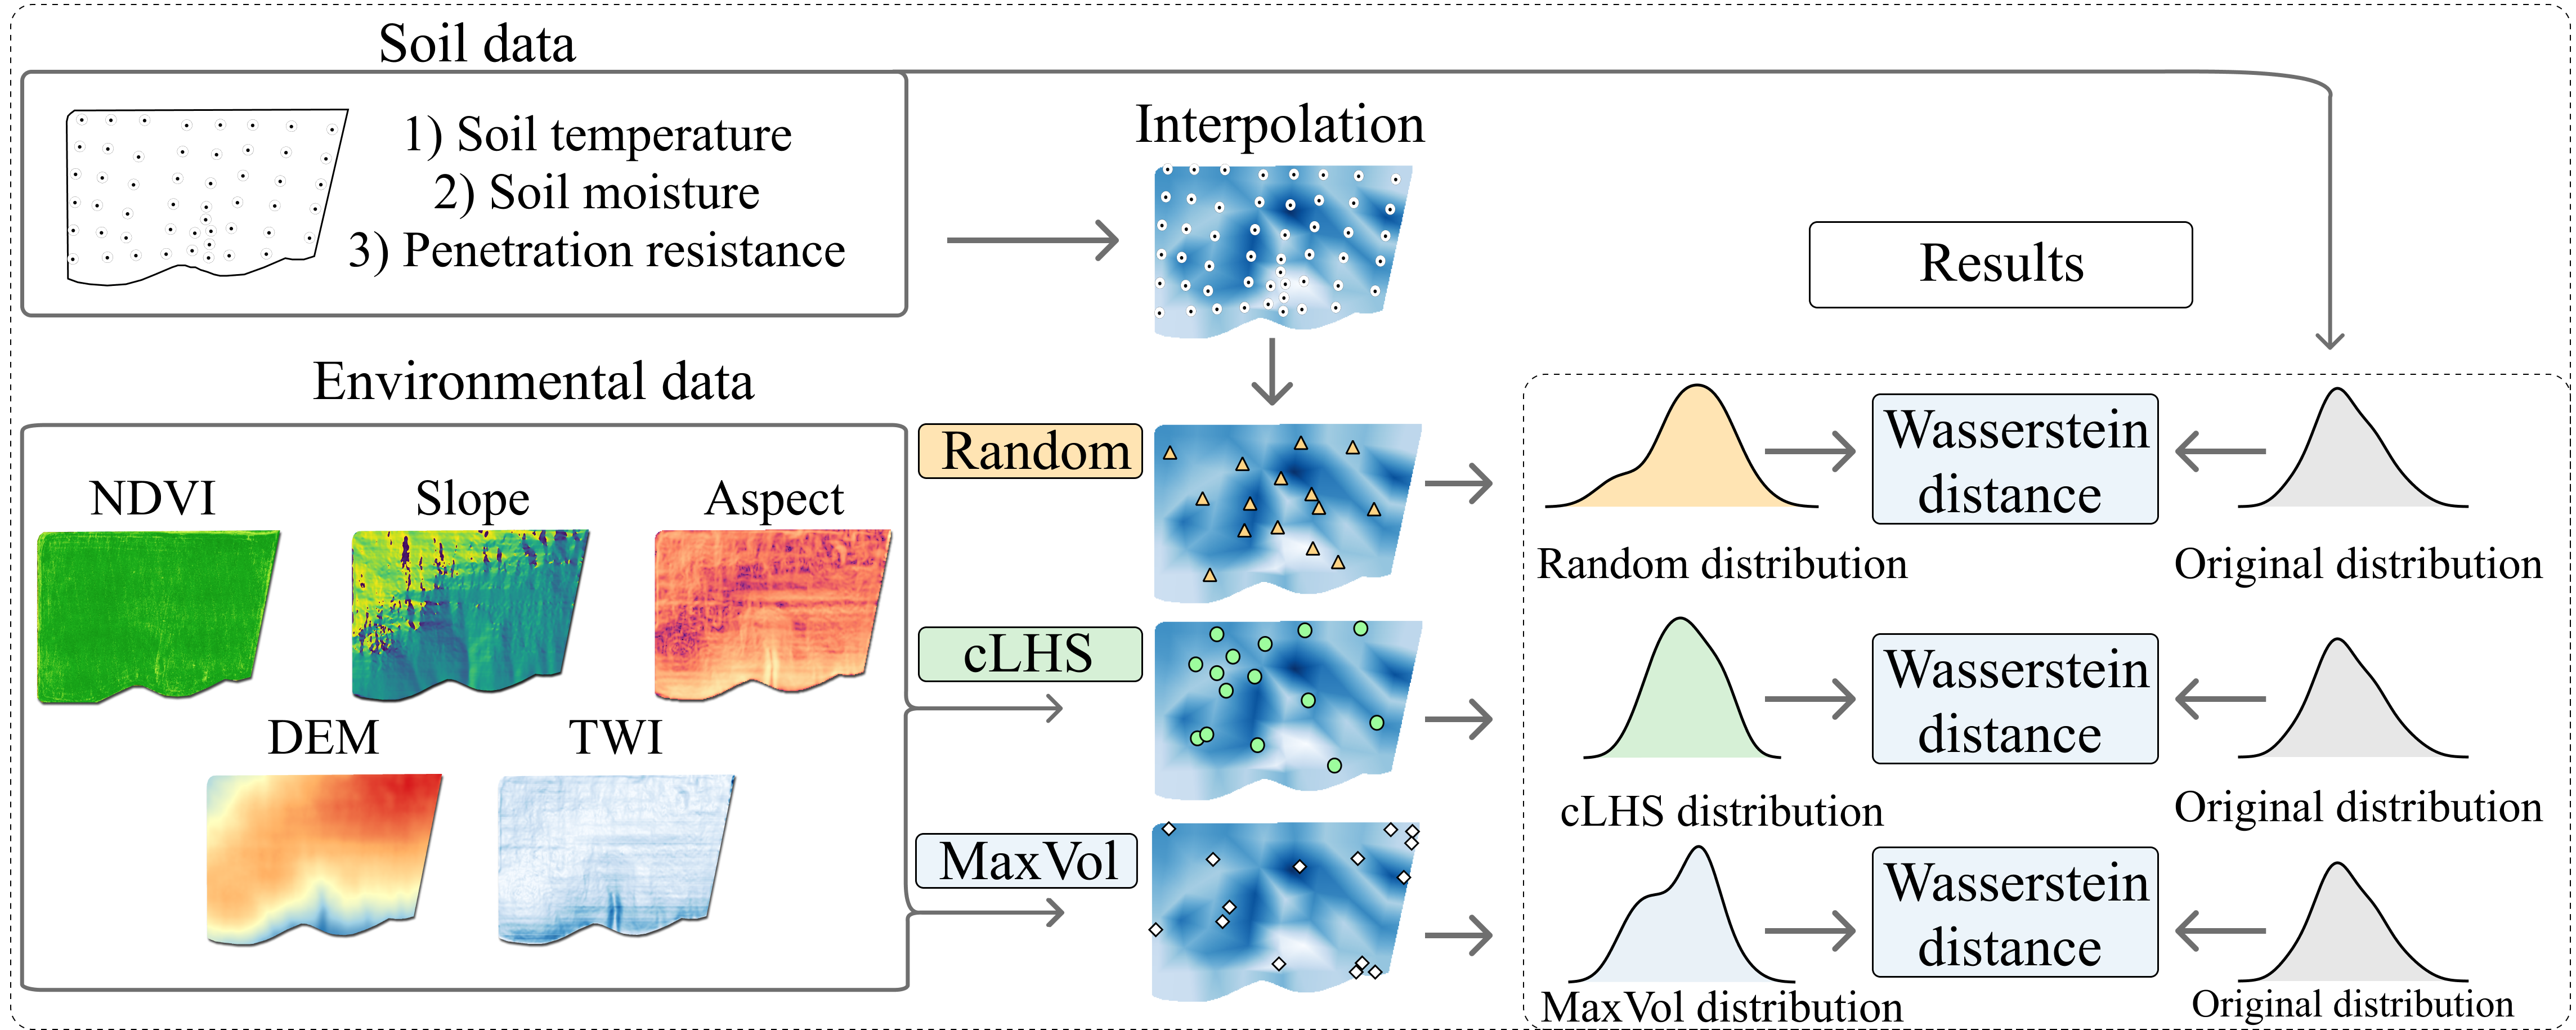 Soil data
1) Soil temperature
2) Soil moisture
3) Penetration resistance
Interpolation
Results
Environmental data
NDVI
Slope
Aspect
DEM
TWI
Random
cLHS
MaxVol
Wasserstein
distance
Random distribution
Original distribution
Wasserstein
distance
cLHS distribution
Original distribution
Wasserstein
distance
MaxVol distribution
Original distribution